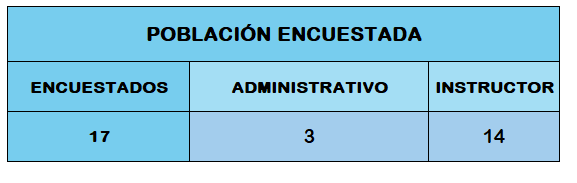 POBLACIÓN ENCUESTADA
ENCUESTADOS ADMINISTRATIVO INSTRUCTOR
17 3 14